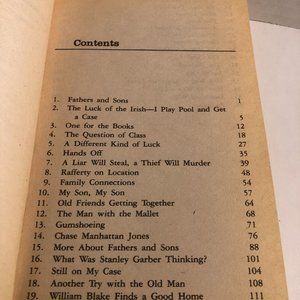 Contents
1. Fathers and Sons 1
2. The Luck of the Irish—I Play Pool and Get
a Case 5
3. One for the Books 12
4. The Question of Class 18
5. A Different Kind of Luck 27
6. Hands Off 35
7. A Liar Will Steal, a Thief Will Murder 39
8. Rafferty on Location 48
9. Family Connections 54
10. My Son, My Son 57
11. Old Friends Getting Together 64
12. The Man with the Mallet 68
13. Gumshoeing 71
14. Chase Manhattan Jones 76
15. More About Fathers and Sons 88
16. What Was Stanley Garber Thinking? 101
17. Still on My Case 104
18. Another Try with the Old Man 108
19. William Blake Finds a Good Home 111